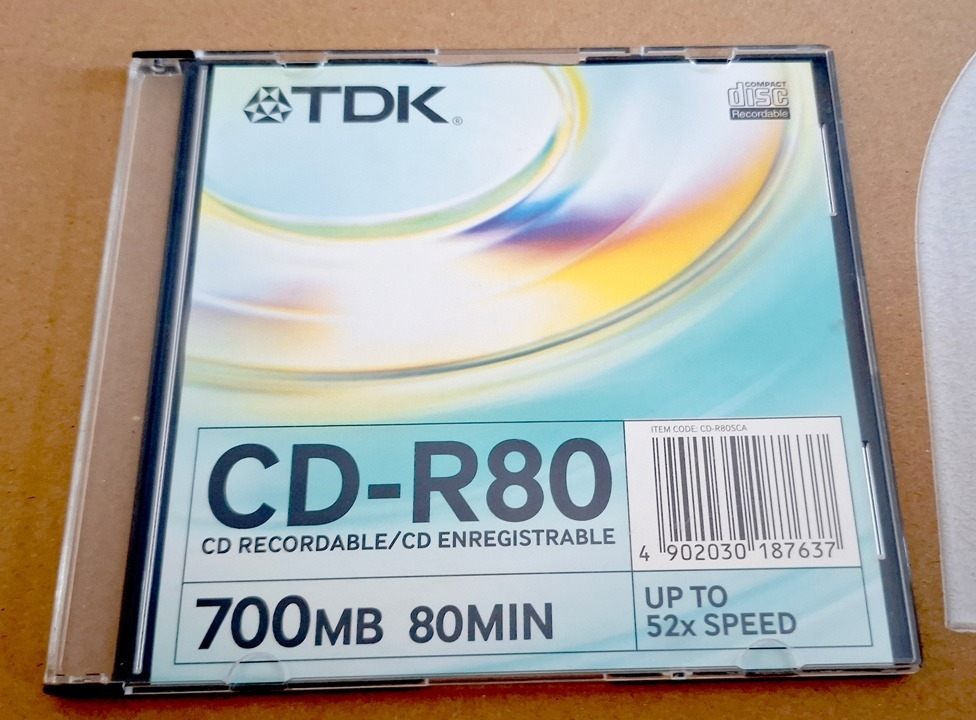 TDK®
COMPACT
disc
Recordable
ITEM CODE: CD-R80SCA
CD-R80
CD RECORDABLE/CD ENREGISTRABLE
4 902030 187637
700MB 80MIN
UP TO
52x SPEED